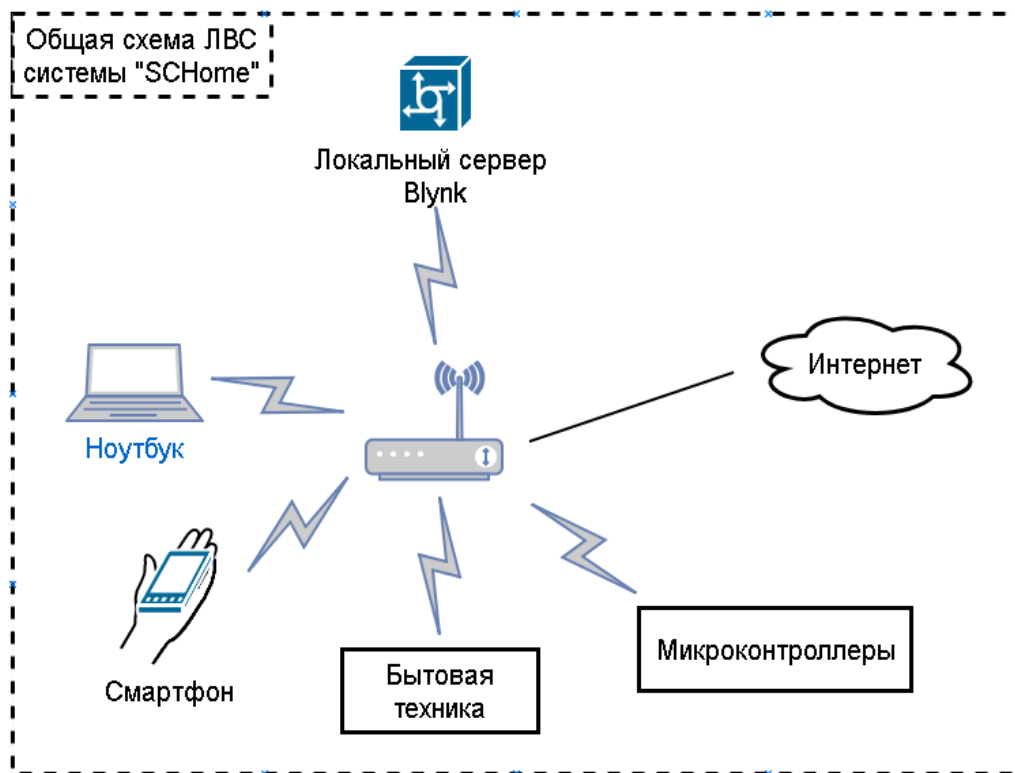 Общая схема ЛВС
системы "SCHome"
Локальный сервер
Blynk
Интернет
Ноутбук
Смартфон
Бытовая
техника
Микроконтроллеры